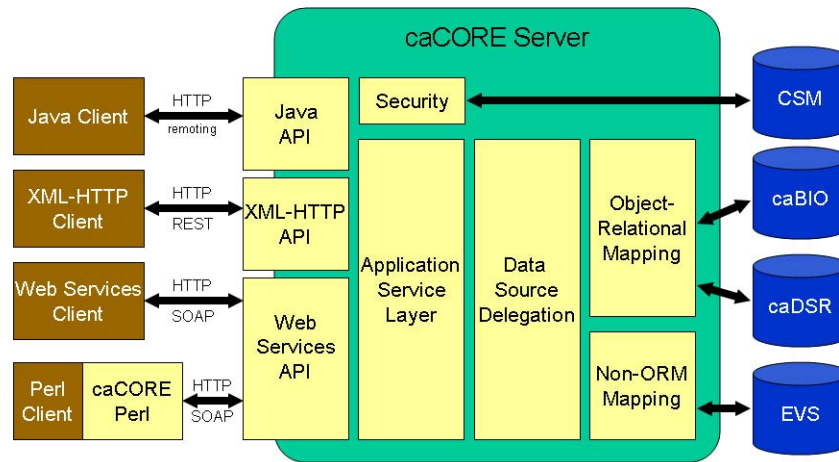 caCORE Server
Java Client
HTTP
remoting
Java
API
Security
CSM
XML-HTTP
Client
HTTP
REST
XML-HTTP
API
Application
Service
Layer
Data
Source
Delegation
Object-
Relational
Mapping
caBIO
Web Services
Client
HTTP
SOAP
Web
Services
API
caDSR
Perl
Client
caCORE
Perl
HTTP
SOAP
Non-ORM
Mapping
EVS